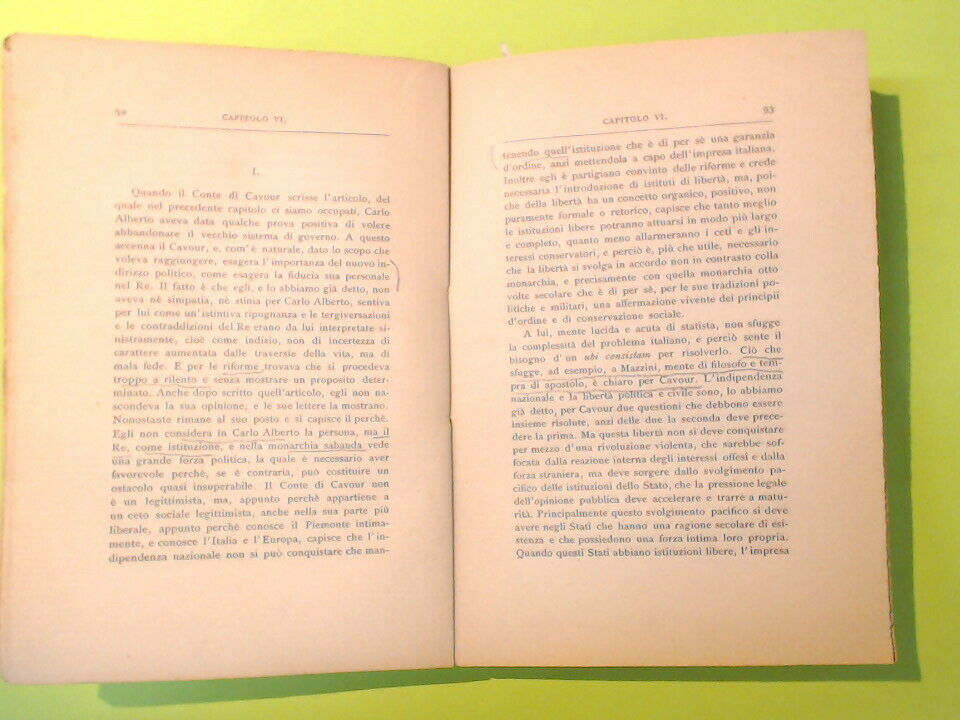 92
CAPITOLO VI.
I.
Quando il Conte di Cavour scrisse l'articolo, del
quale nel precedente capitolo ci siamo occupati, Carlo
Alberto aveva data qualche prova positiva di volere
abbandonare il vecchio sistema di governo. A questo
accenna il Cavour, e, com'è naturale, dato lo scopo che
voleva raggiungere, esagera l'importanza del nuovo in-
dirizzo politico, come esagera la fiducia sua personale
nel Re. Il fatto è che egli, e lo abbiamo già detto, non
aveva nè simpatia, nè stima per Carlo Alberto, sentiva
per lui come un'istintiva ripugnanza e le tergiversazioni
e le contraddizioni del Re erano da lui interpretate si-
nistramente, cioè come indizio, non di incertezza di
carattere aumentata dalle traversie della vita, ma di
mala fede. E per le riforme trovava che si procedeva
troppo a rilento e senza mostrare un proposito deter-
minato. Anche dopo scritto quell'articolo, egli non na-
scondeva la sua opinione, e le sue lettere la mostrano.
Nonostante rimane al suo posto e si capisce il perchè.
Egli non considera in Carlo Alberto la persona, ma il
Re, come istituzione, e nella monarchia sabauda vede
una grande forza politica, la quale è necessario aver
favorevole perchè, se è contraria, può costituire un
ostacolo quasi insuperabile. Il Conte di Cavour non
è un legittimista, ma, appunto perchè appartiene a
un ceto sociale legittimista, anche nella sua parte più
liberale, appunto perchè conosce il Piemonte intima-
mente, e conosce l'Italia e l'Europa, capisce che l'in-
dipendenza nazionale non si può conquistare che man-
CAPITOLO VI.
93
tenendo quell'istituzione che è di per sè una garanzia
d'ordine, anzi mettendola a capo dell'impresa italiana.
Inoltre egli è partigiano convinto delle riforme e crede
necessaria l'introduzione di istituti di libertà, ma, poi-
chè della libertà ha un concetto organico, positivo, non
puramente formale o retorico, capisce che tanto meglio
le istituzioni libere potranno attuarsi in modo più largo
e completo, quanto meno allarmeranno i ceti e gli in-
teressi conservatori, e perciò è, più che utile, necessario
che la libertà si svolga in accordo non in contrasto colla
monarchia, e precisamente con quella monarchia otto
volte secolare che è di per sè, per le sue tradizioni po-
litiche e militari, una affermazione vivente dei principii
d'ordine e di conservazione sociale.
A lui, mente lucida e acuta di statista, non sfugge
la complessità del problema italiano, e perciò sente il
bisogno d'un ubi consistam per risolverlo. Ciò che
sfugge, ad esempio, a Mazzini, mente di filosofo e tem-
pra di apostolo, è chiaro per Cavour. L'indipendenza
nazionale e la libertà politica e civile sono, lo abbiamo
già detto, per Cavour due questioni che debbono essere
insieme risolute, anzi delle due la seconda deve prece-
dere la prima. Ma questa libertà non si deve conquistare
per mezzo d'una rivoluzione violenta, che sarebbe sof-
focata dalla reazione interna degli interessi offesi e dalla
forza straniera, ma deve sorgere dallo svolgimento pa-
cifico delle istituzioni dello Stato, che la pressione legale
dell'opinione pubblica deve accelerare e trarre a matu-
rità. Principalmente questo svolgimento pacifico si deve
avere negli Stati che hanno una ragione secolare di esi-
stenza e che possiedono una forza intima loro propria.
Quando questi Stati abbiano istituzioni libere, l'impresa